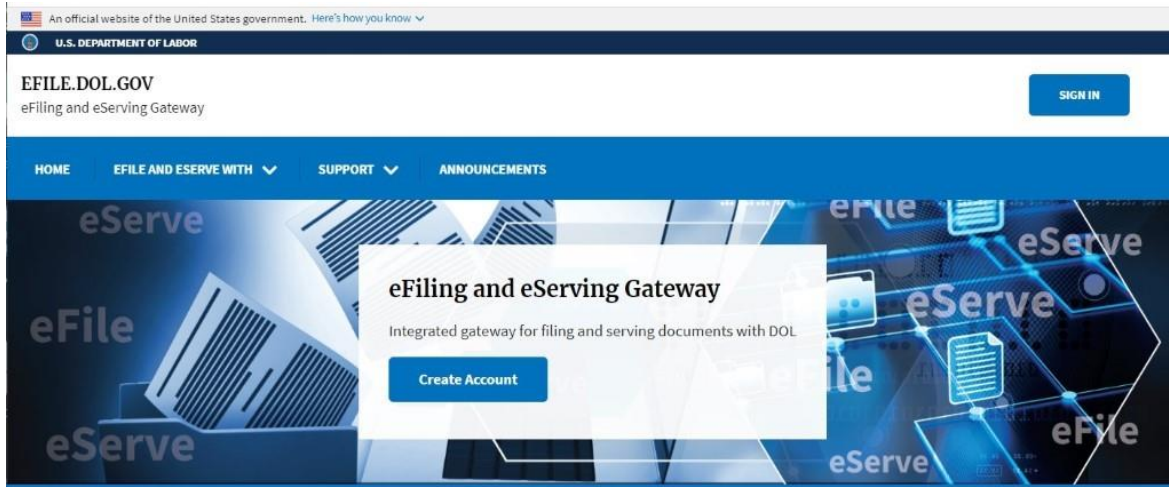 An official website of the United States government. Here's how you know
U.S. DEPARTMENT OF LABOR
EFILE.DOL.GOV
eFiling and eServing Gateway
SIGN IN
HOME EFILE AND ESERVE WITH SUPPORT ANNOUNCEMENTS
eServe
eFile
eServe
eFiling and eServing Gateway
eServe
eFile
Integrated gateway for filing and serving documents with DOL
Create Account
eFile
eFile
eServe
eServe